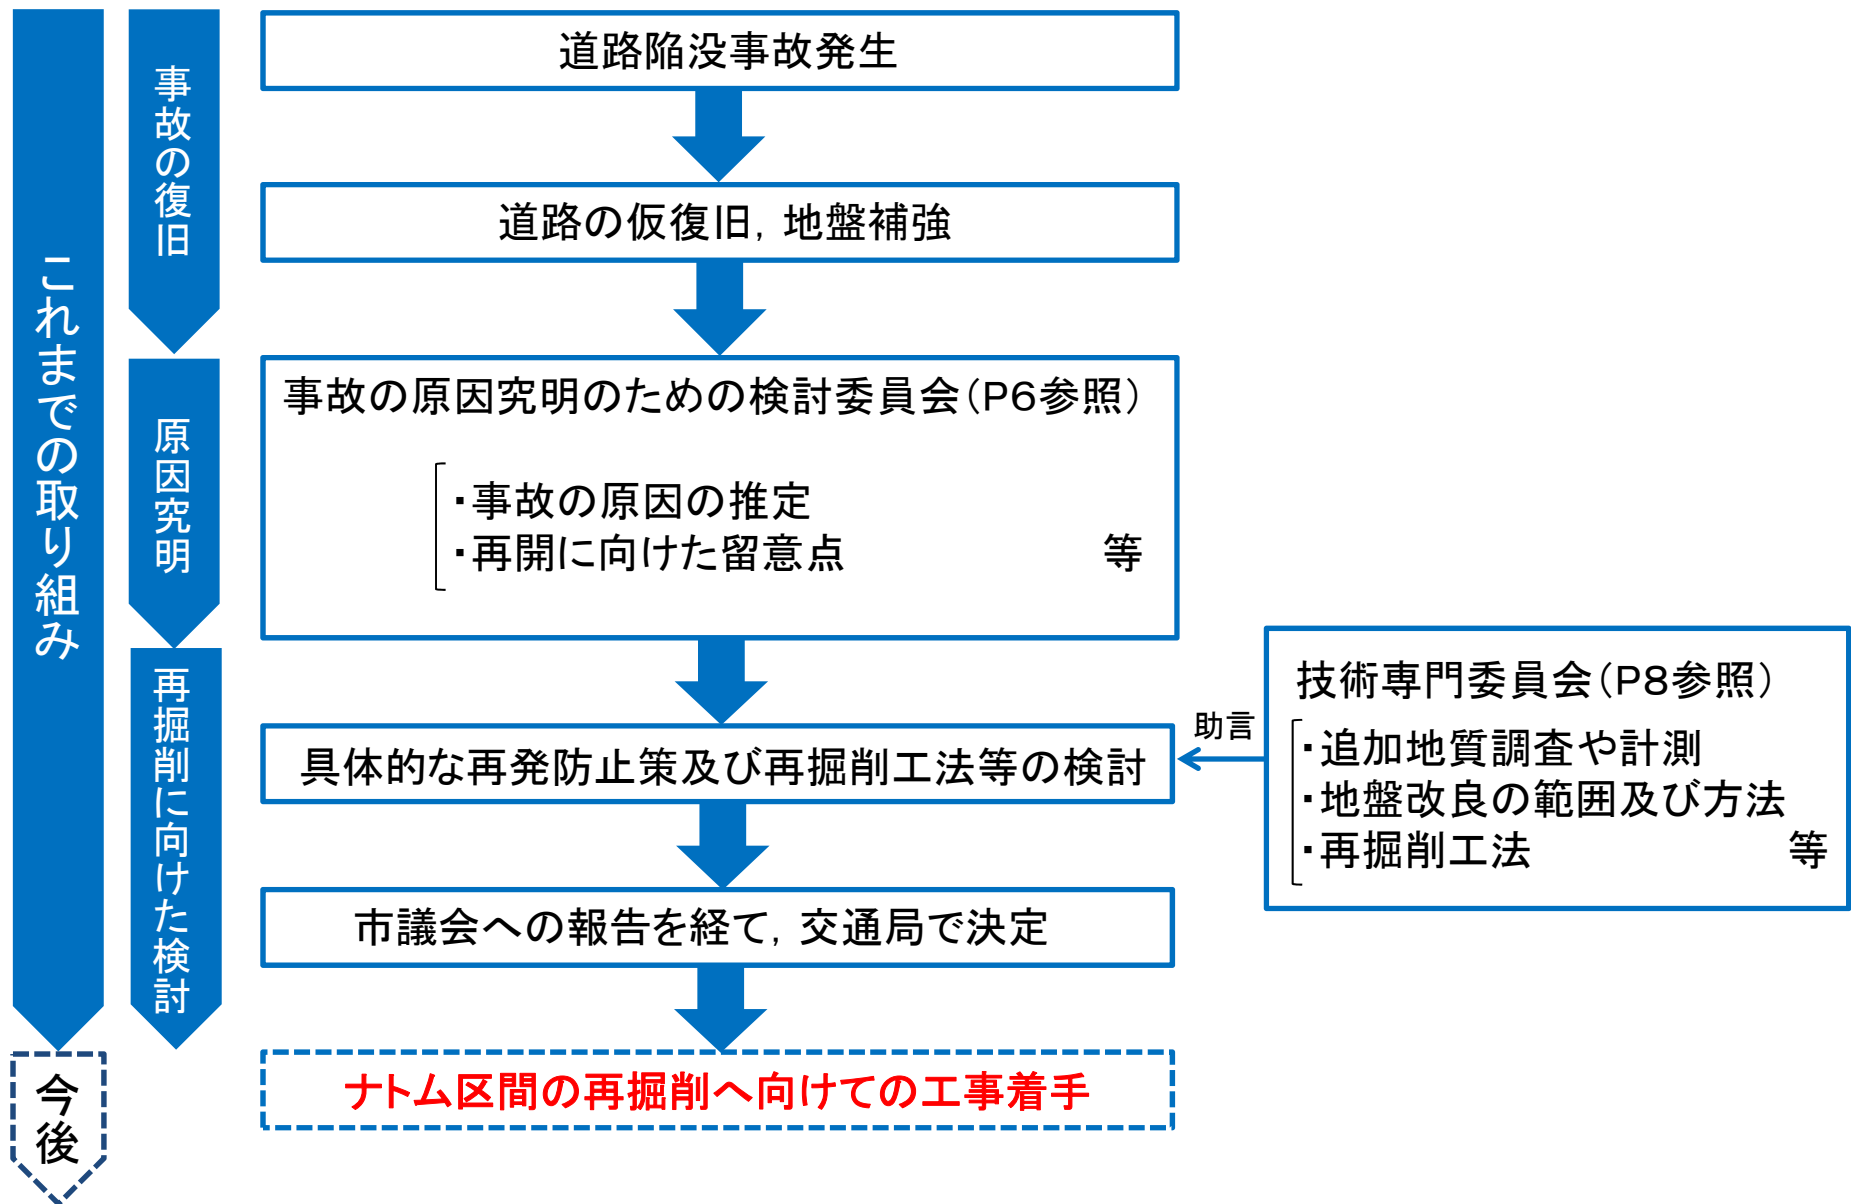 これまでの取り組み
今後
事故の復旧
原因究明
再掘削に向けた検討
道路陥没事故発生
道路の仮復旧，地盤補強
事故の原因究明のための検討委員会（P6参照）
・事故の原因の推定
・再開に向けた留意点　等
具体的な再発防止策及び再掘削工法等の検討
助言
技術専門委員会（P8参照）
・追加地質調査や計測
・地盤改良の範囲及び方法
・再掘削工法　等
市議会への報告を経て，交通局で決定
ナトム区間の再掘削へ向けての工事着手